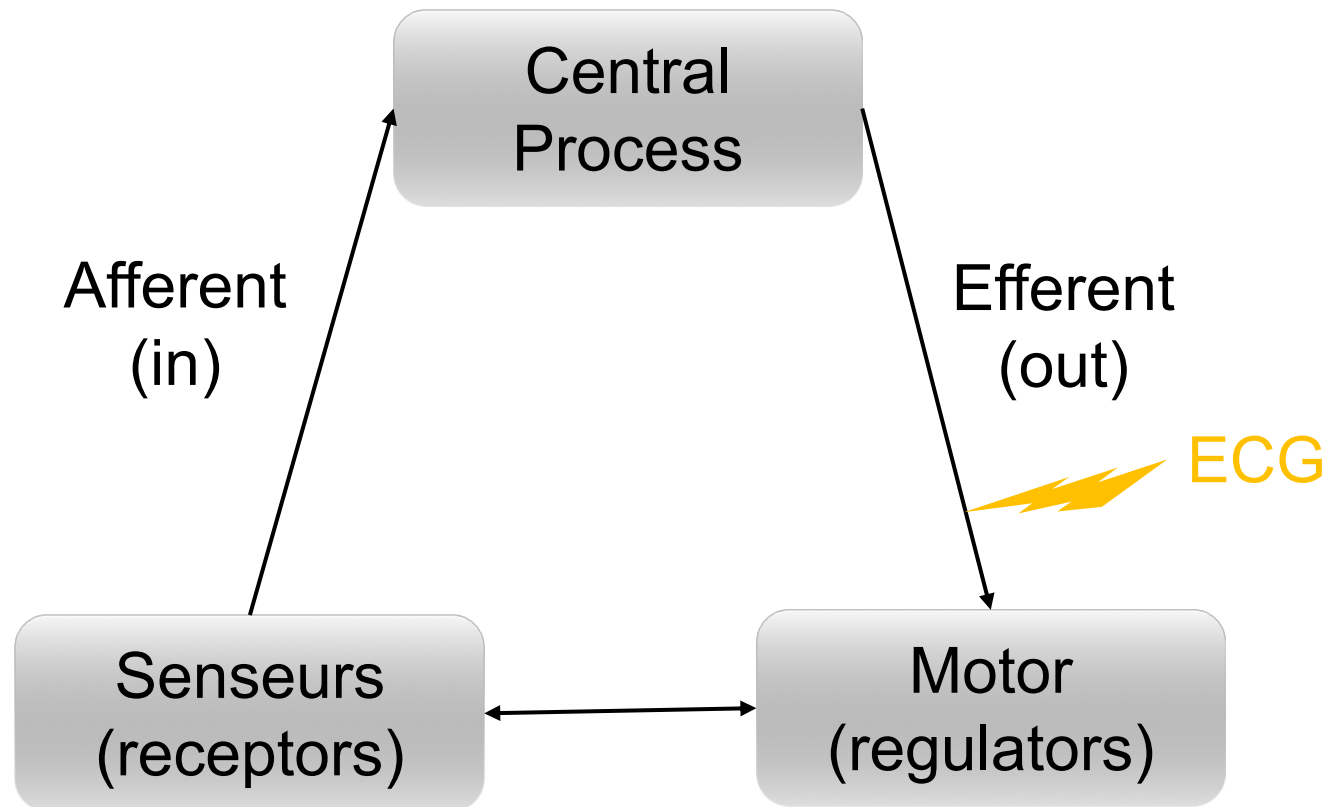 Central
Process
Afferent
(in)
Efferent
(out)
ECG
Senseurs
(receptors)
Motor
(regulators)